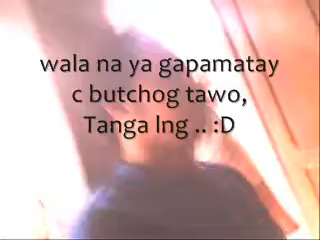 wala na ya gapamatay
c butchog tawo,
Tanga lng .. :D